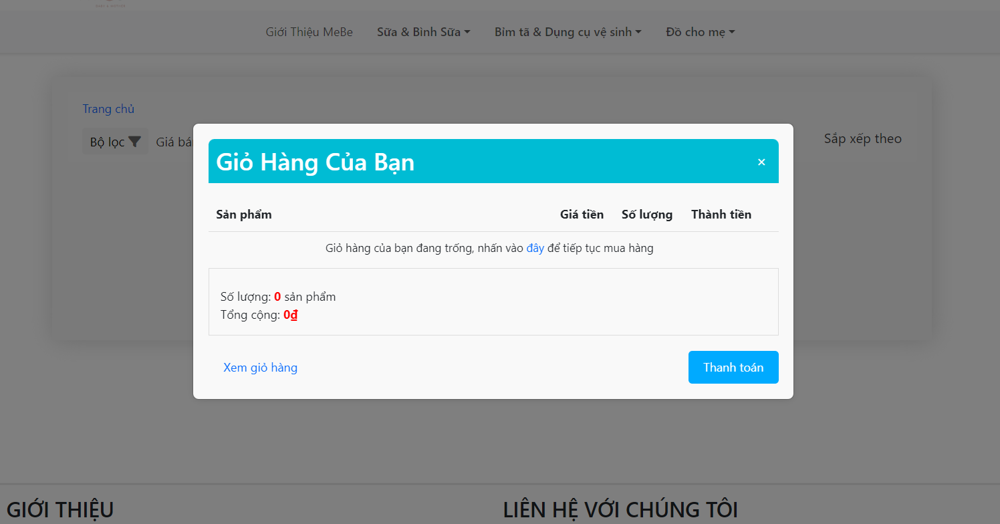 Giới Thiệu MeBe Sữa & Bình Sữa Bỉm tã & Dụng cụ vệ sinh Đồ cho mẹ
Trang chủ
Bộ lọc Giá bá Sắp xếp theo
Giỏ Hàng Của Bạn ×
Sản phẩm Giá tiền Số lượng Thành tiền
Giỏ hàng của bạn đang trống, nhấn vào đây để tiếp tục mua hàng
Số lượng: 0 sản phẩm
Tổng cộng: 0₫
Xem giỏ hàng Thanh toán
GIỚI THIỆU LIÊN HỆ VỚI CHÚNG TÔI